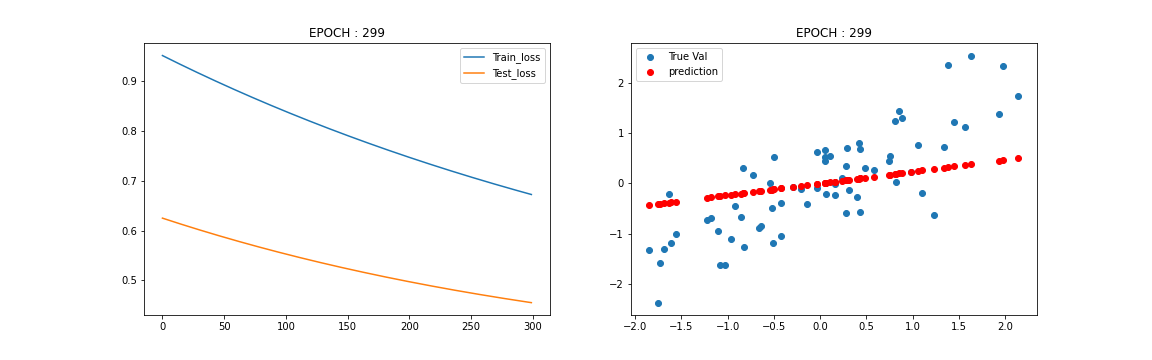 EPOCH : 299
Train_loss
Test_loss
0.9
0.8
0.7
0.6
0.5
0 50 100 150 200 250 300
EPOCH : 299
True Val
prediction
2
1
0
−1
−2
−2.0 −1.5 −1.0 −0.5 0.0 0.5 1.0 1.5 2.0